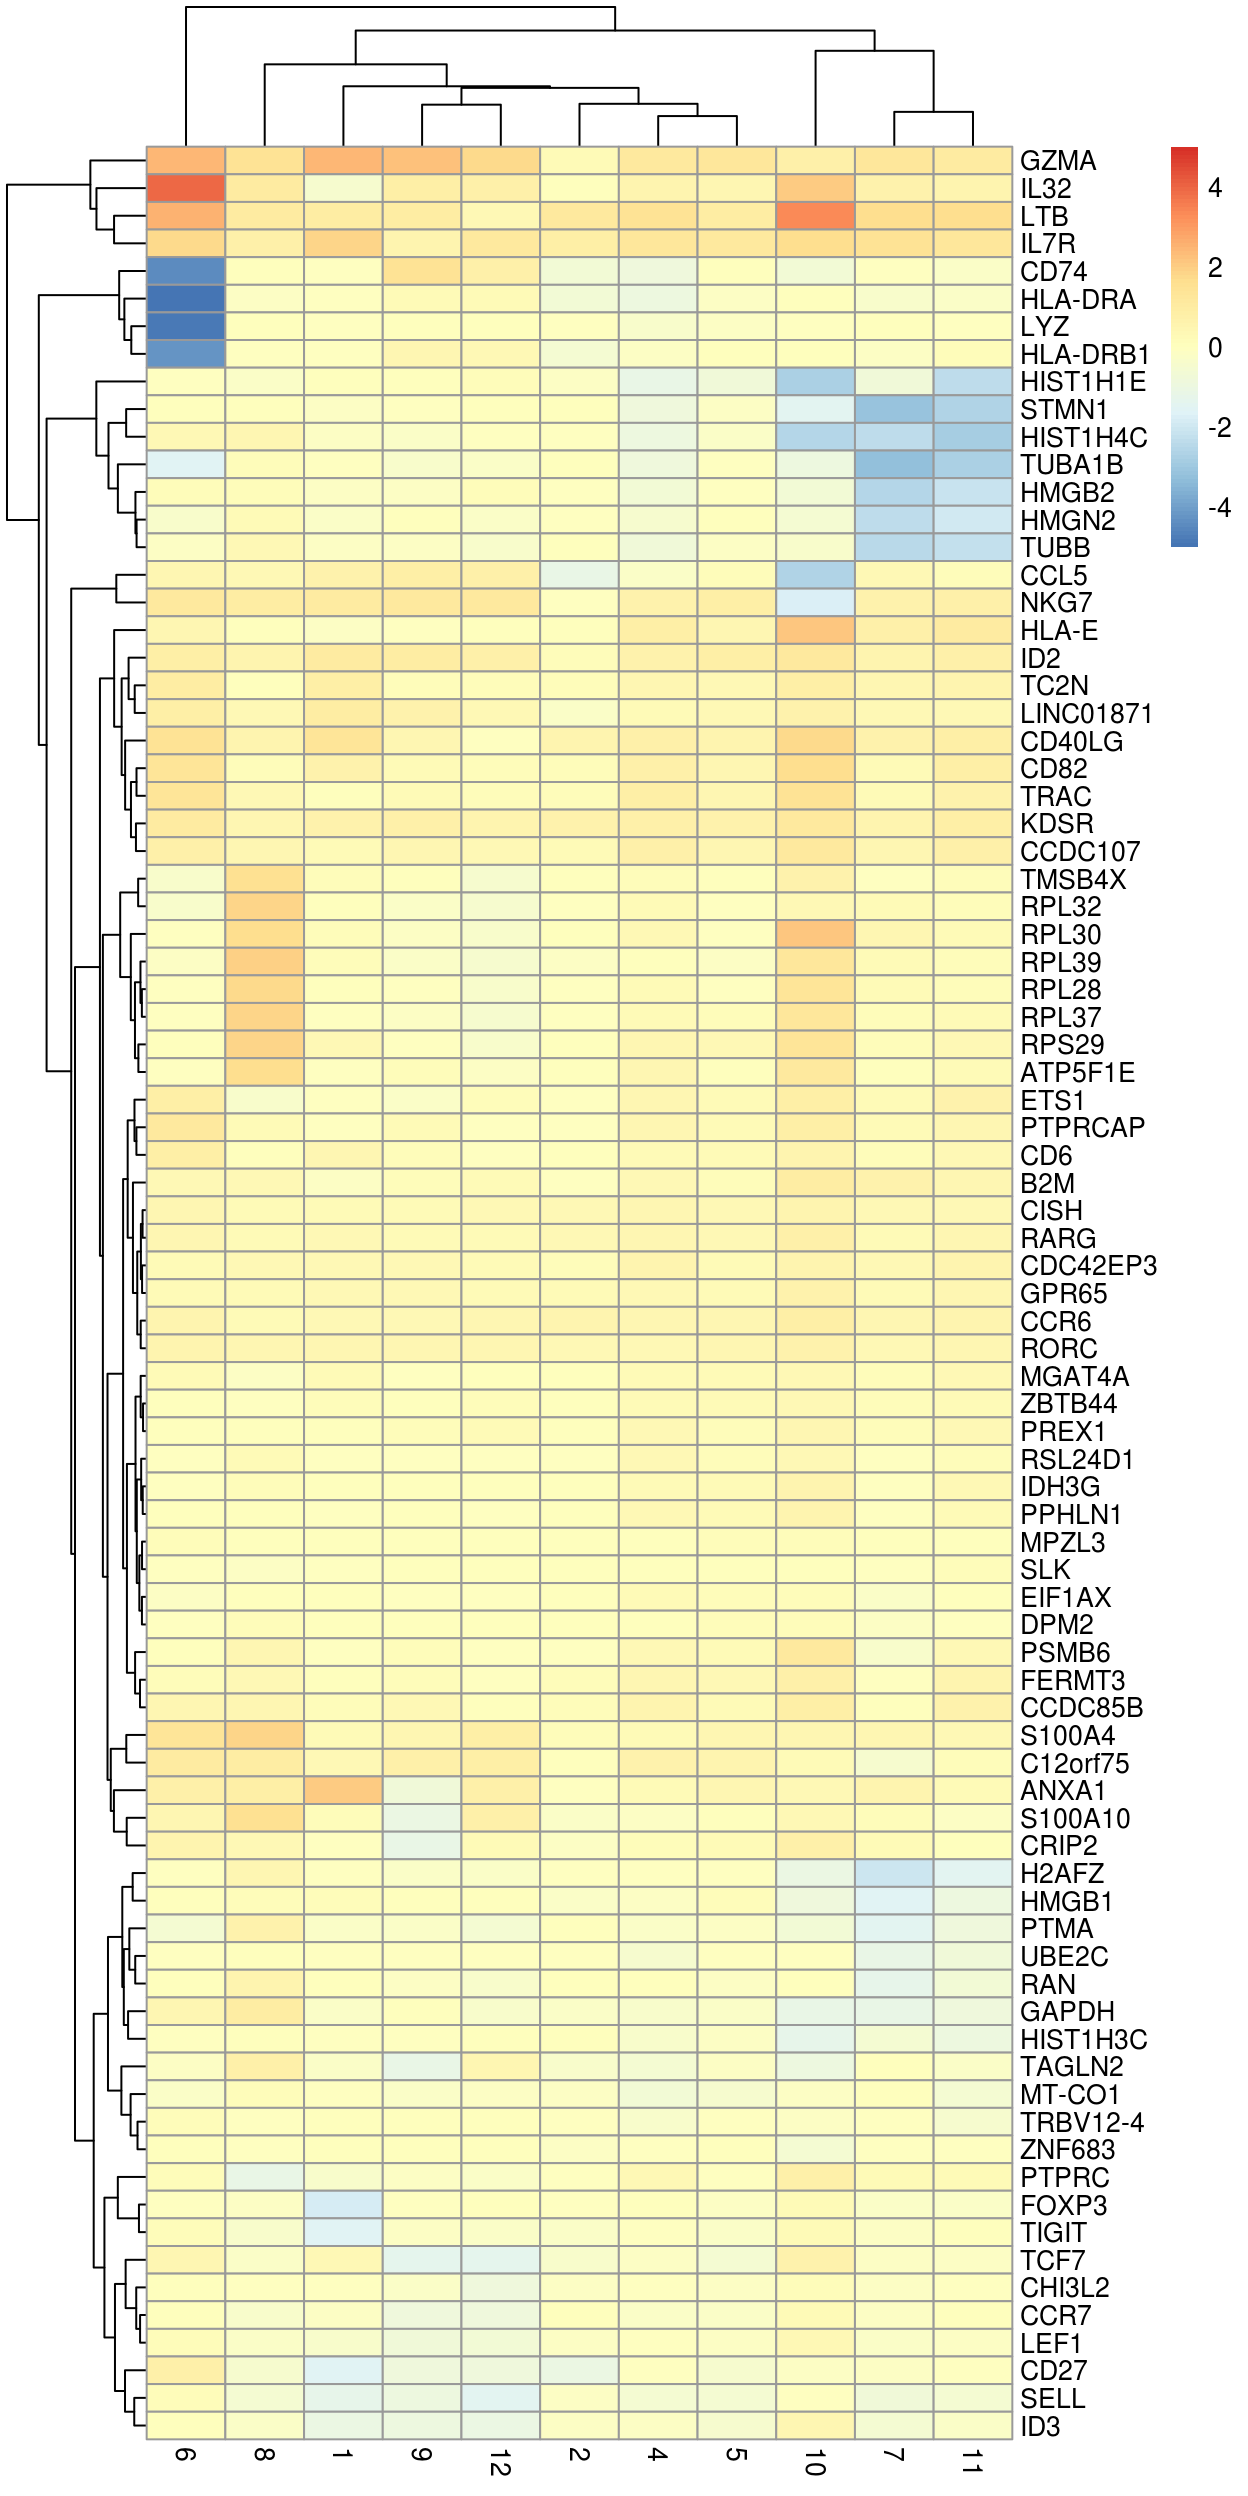 GZMA
IL32
LTB
IL7R
CD74
HLA-DRA
LYZ
HLA-DRB1
HIST1H1E
STMN1
HIST1H4C
TUBA1B
HMGB2
HMGN2
TUBB
CCL5
NKG7
HLA-E
ID2
TC2N
LINC01871
CD40LG
CD82
TRAC
KDSR
CCDC107
TMSB4X
RPL32
RPL30
RPL39
RPL28
RPL37
RPS29
ATP5F1E
ETS1
PTPRCAP
CD6
B2M
CISH
RARG
CDC42EP3
GPR65
CCR6
RORC
MGAT4A
ZBTB44
PREX1
RSL24D1
IDH3G
PPHLN1
MPZL3
SLK
EIF1AX
DPM2
PSMB6
FERMT3
CCDC85B
S100A4
C12orf75
ANXA1
S100A10
CRIP2
H2AFZ
HMGB1
PTMA
UBE2C
RAN
GAPDH
HIST1H3C
TAGLN2
MT-CO1
TRBV12-4
ZNF683
PTPRC
FOXP3
TIGIT
TCF7
CHI3L2
CCR7
LEF1
CD27
SELL
ID3
4
2
0
-2
-4
6 8 1 9 12 2 4 5 10 7 11